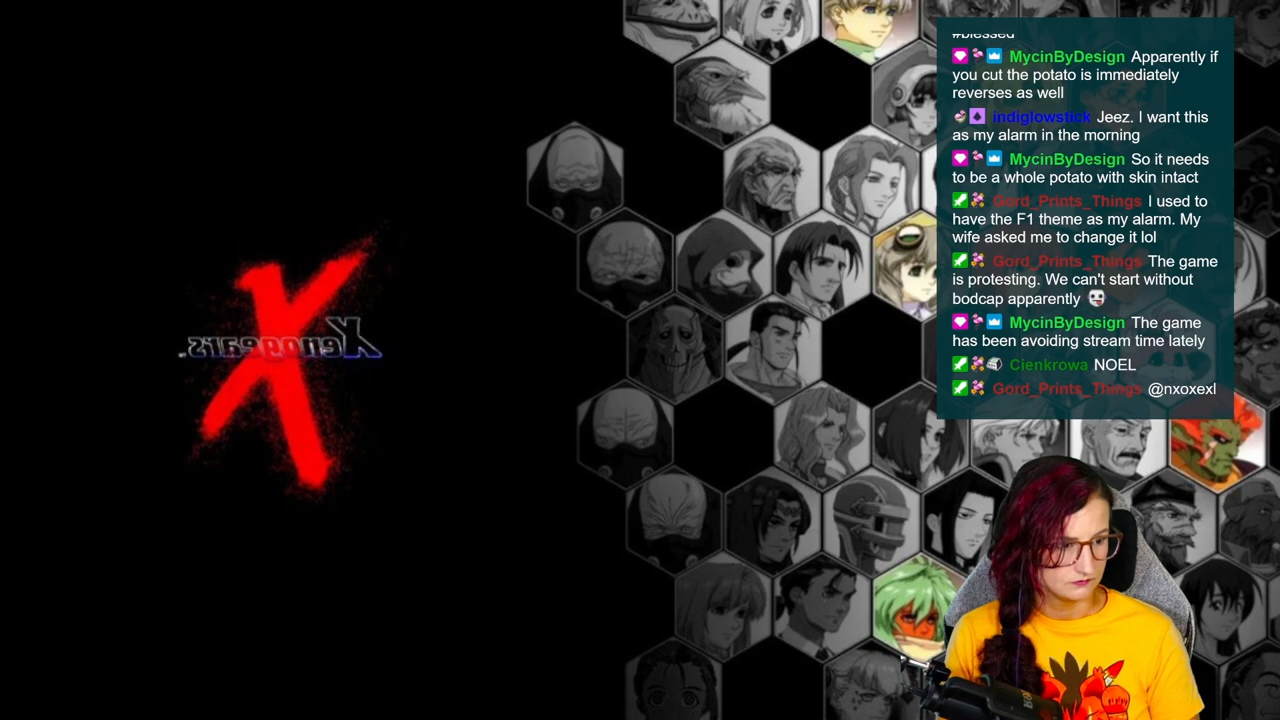 Xenogears.
#blessed
MycinByDesign Apparently if
you cut the potato is immediately
reverses as well
indiglowstick Jeez. I want this
as my alarm in the morning
MycinByDesign So it needs
to be a whole potato with skin intact
Gord_Prints_Things I used to
have the F1 theme as my alarm. My
wife asked me to change it lol
Gord_Prints_Things The game
is protesting. We can't start without
bodcap apparently
MycinByDesign The game
has been avoiding stream time lately
Cienkrowa NOEL
Gord_Prints_Things @nxoxexl